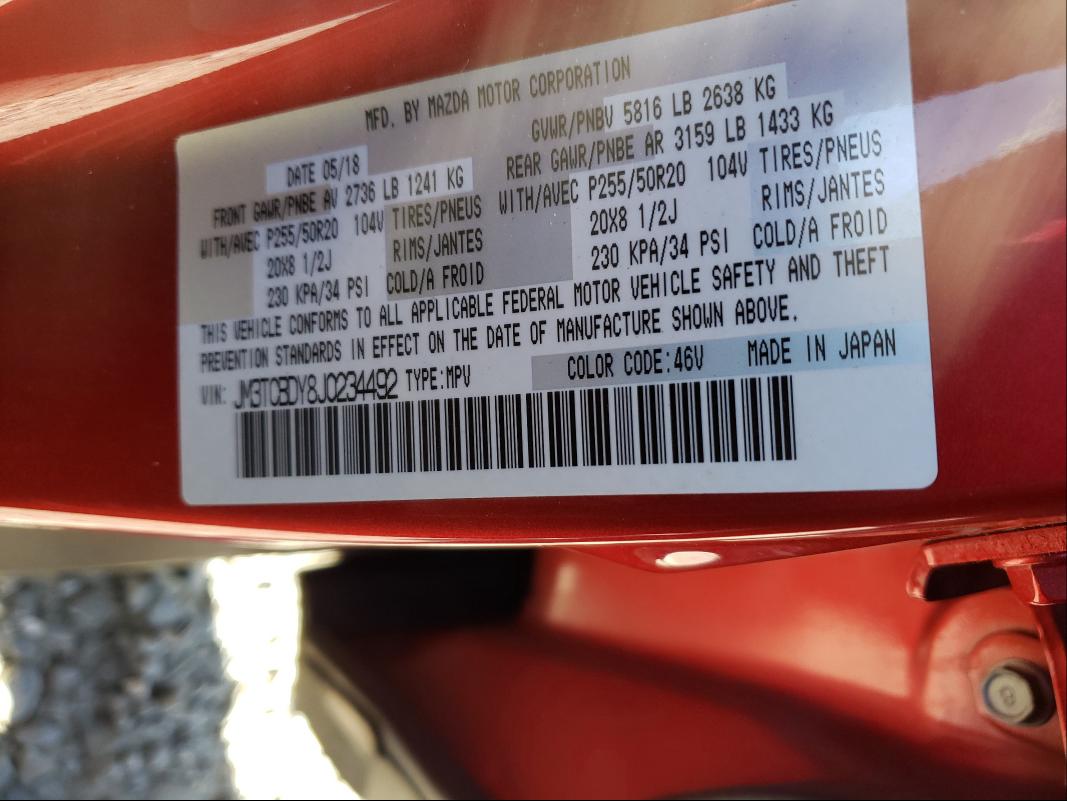 MFD. BY MAZDA MOTOR CORPORATION
DATE 05/18
GVWR/PNBV 5816 LB 2638 KG
FRONT GAWR/PNBE AV 2736 LB 1241 KG
REAR GAWR/PNBE AR 3159 LB 1433 KG
WITH/AVEC P255/50R20 104V TIRES/PNEUS
WITH/AVEC P255/50R20 104V TIRES/PNEUS
20X8 1/2J RIMS/JANTES
20X8 1/2J RIMS/JANTES
230 KPA/34 PSI COLD/A FROID
230 KPA/34 PSI COLD/A FROID
THIS VEHICLE CONFORMS TO ALL APPLICABLE FEDERAL MOTOR VEHICLE SAFETY AND THEFT
PREVENTION STANDARDS IN EFFECT ON THE DATE OF MANUFACTURE SHOWN ABOVE.
VIN: JM3TCBDY8J0234492 TYPE:MPV COLOR CODE:46V MADE IN JAPAN
8